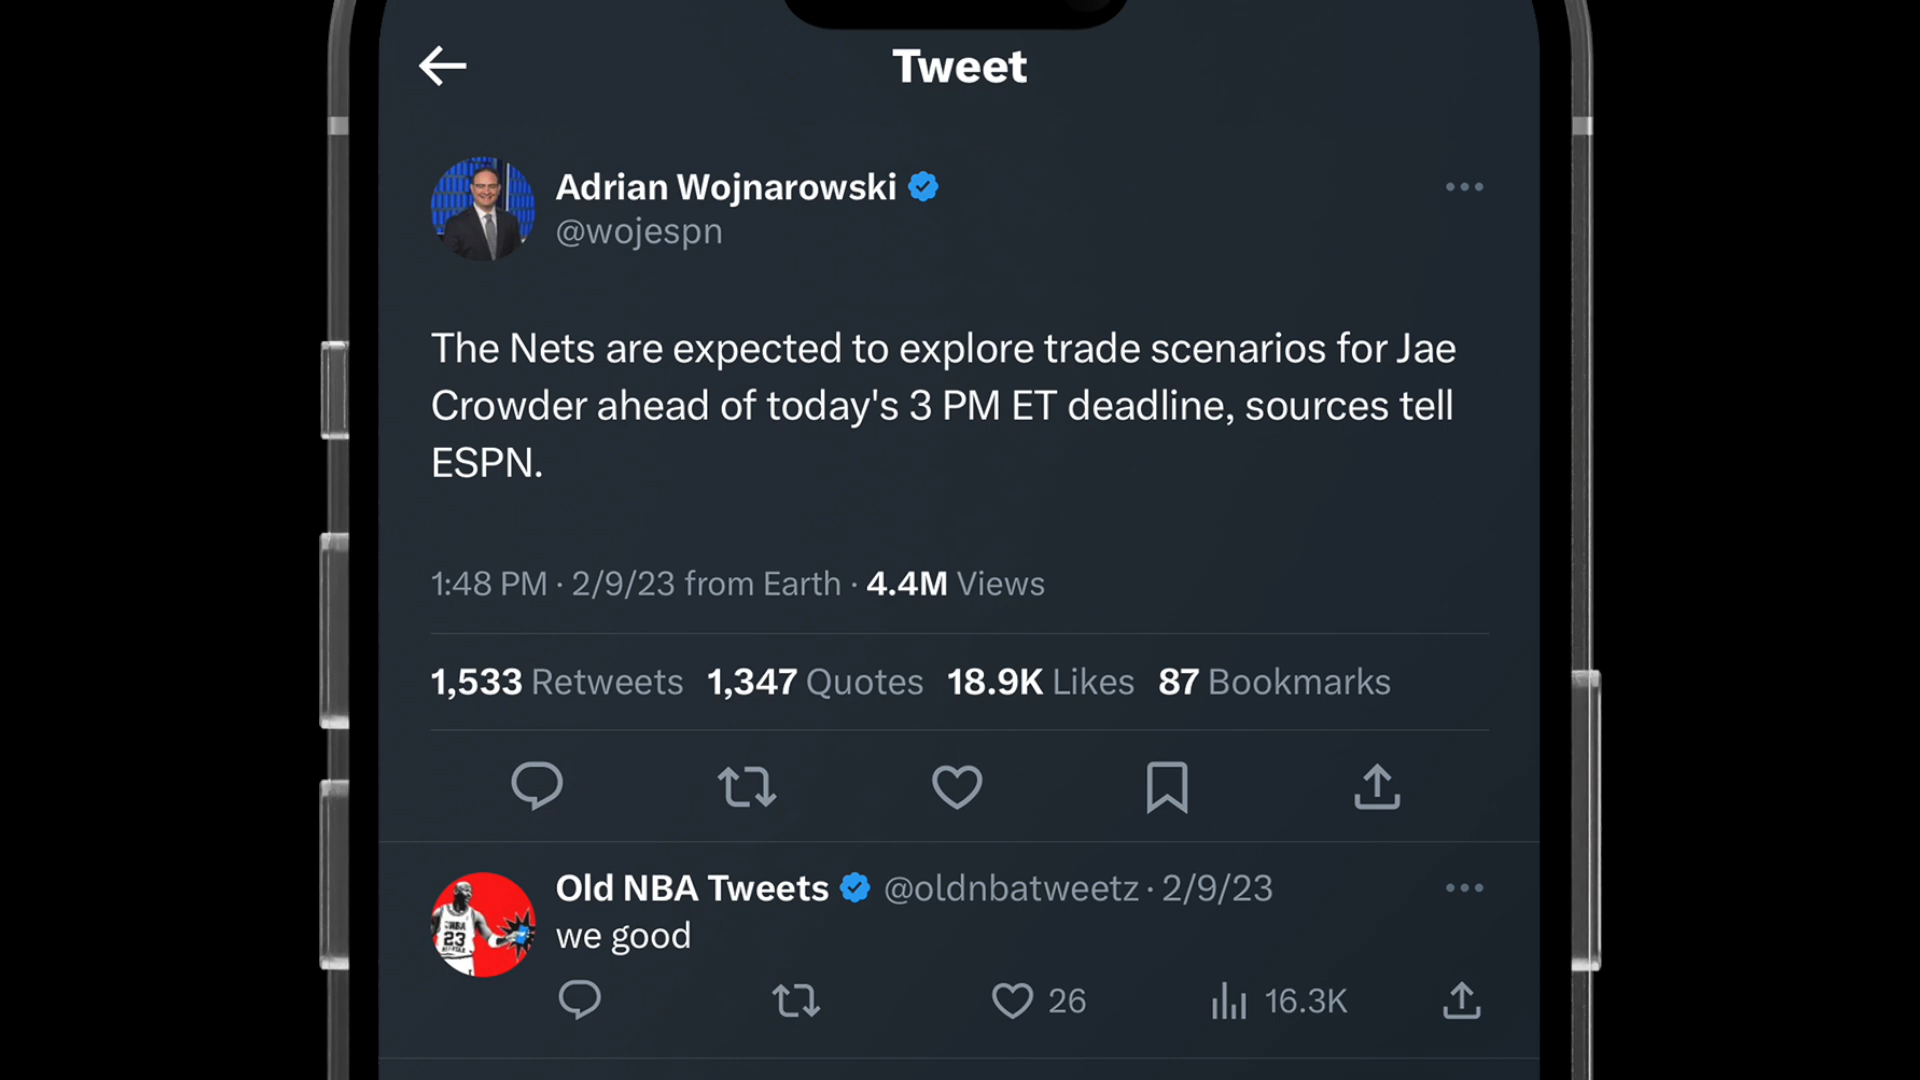 Tweet
Adrian Wojnarowski
@wojespn
The Nets are expected to explore trade scenarios for Jae
Crowder ahead of today's 3 PM ET deadline, sources tell
ESPN.
1:48 PM · 2/9/23 from Earth · 4.4M Views
1,533 Retweets 1,347 Quotes 18.9K Likes 87 Bookmarks
Old NBA Tweets @oldnbatweetz · 2/9/23
we good
NBA
23
26 16.3K